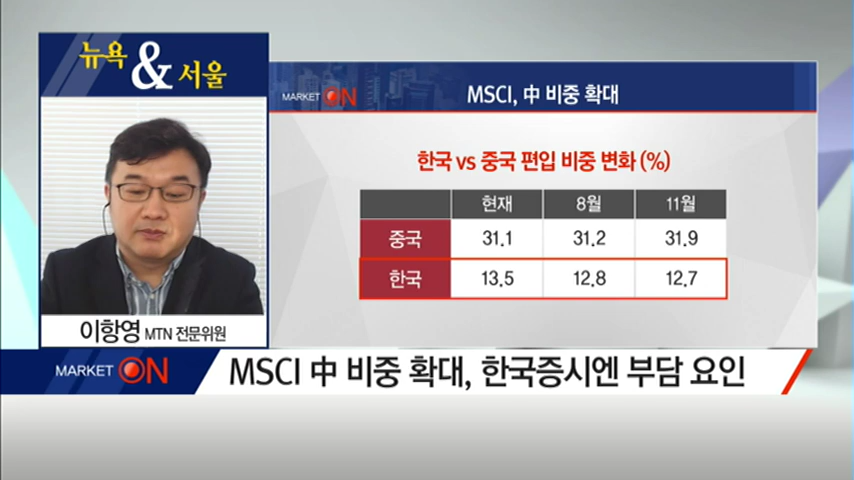 뉴욕
& 서울
MARKET ON
MSCI, 中 비중 확대
한국 vs 중국 편입 비중 변화 (%)
현재 8월 11월
중국 31.1 31.2 31.9
한국 13.5 12.8 12.7
이항영 MTN 전문위원
MARKET ON
MSCI 中 비중 확대, 한국증시엔 부담 요인